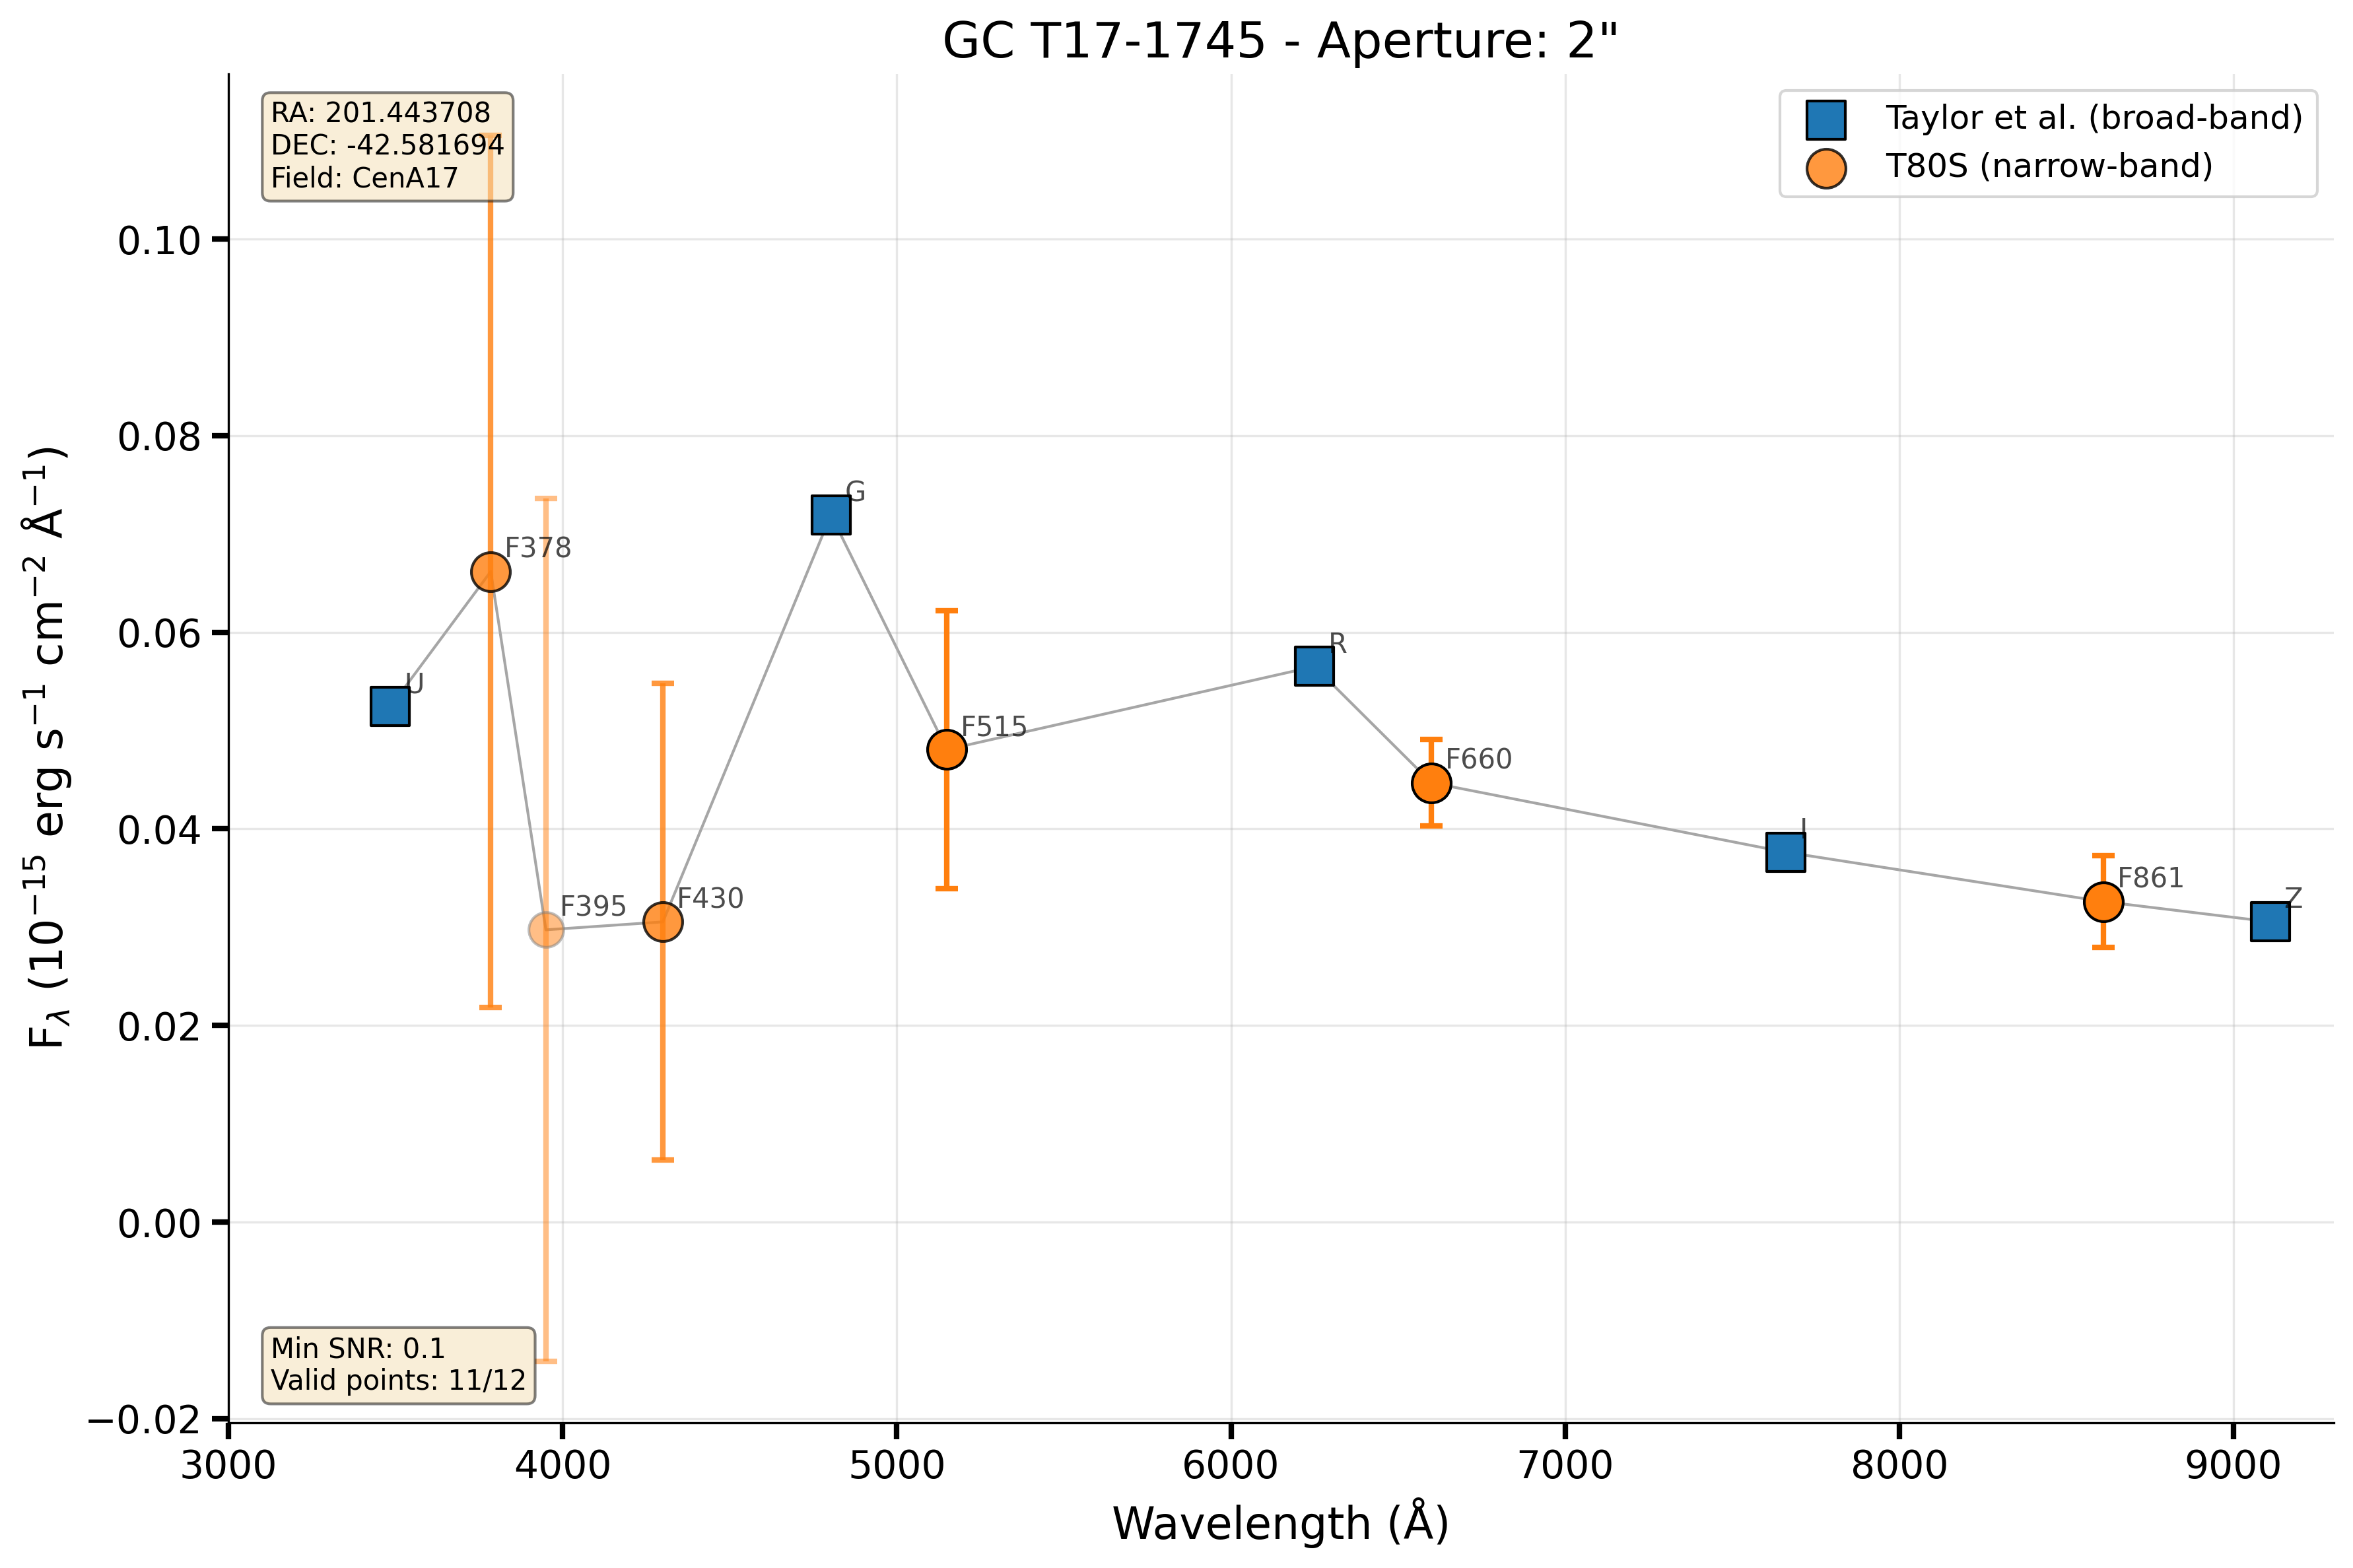 GC T17-1745 - Aperture: 2"
RA: 201.443708
DEC: -42.581694
Field: CenA17
Taylor et al. (broad-band)
T80S (narrow-band)
F_λ (10⁻¹⁵ erg s⁻¹ cm⁻² Å⁻¹)
0.10
0.08
0.06
0.04
0.02
0.00
−0.02
U
F378
F395
F430
G
F515
R
F660
I
F861
Z
Min SNR: 0.1
Valid points: 11/12
3000 4000 5000 6000 7000 8000 9000
Wavelength (Å)